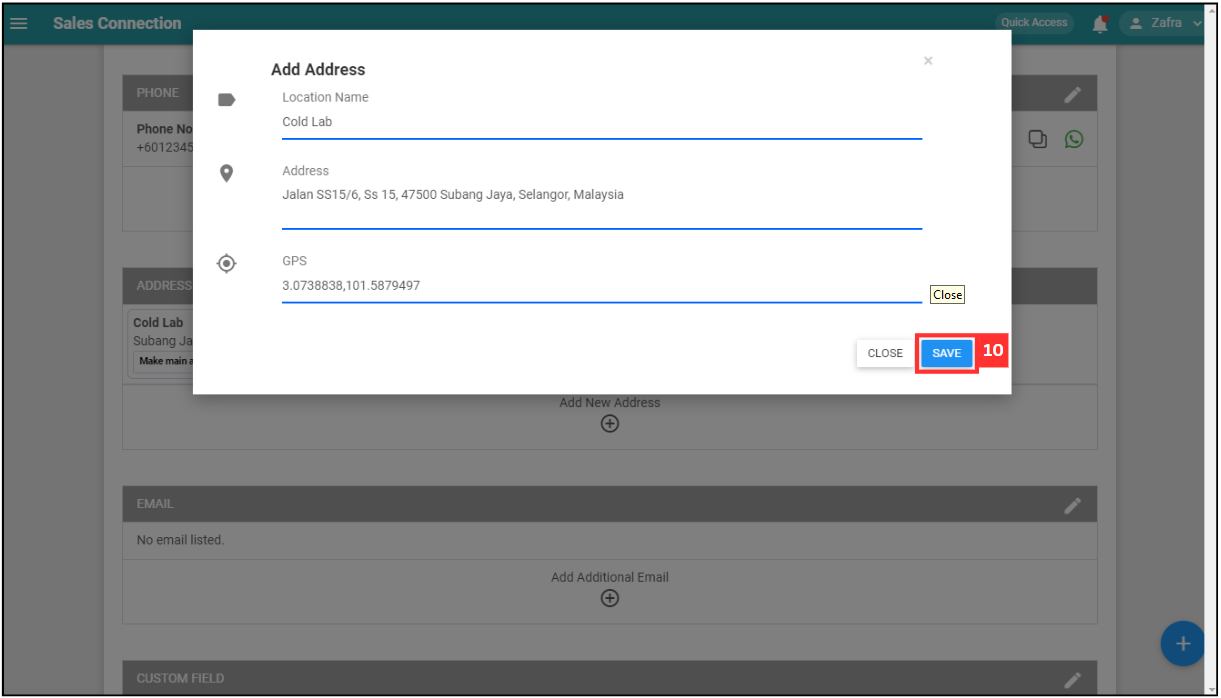 Sales Connection
Quick Access
Zafra
Add Address
×
Location Name
Cold Lab
Address
Jalan SS15/6, Ss 15, 47500 Subang Jaya, Selangor, Malaysia
GPS
3.0738838,101.5879497
Close
CLOSE
SAVE
10
PHONE
Phone No
+6012345
ADDRESS
Cold Lab
Subang Ja
Make main a
Add New Address
EMAIL
No email listed.
Add Additional Email
CUSTOM FIELD